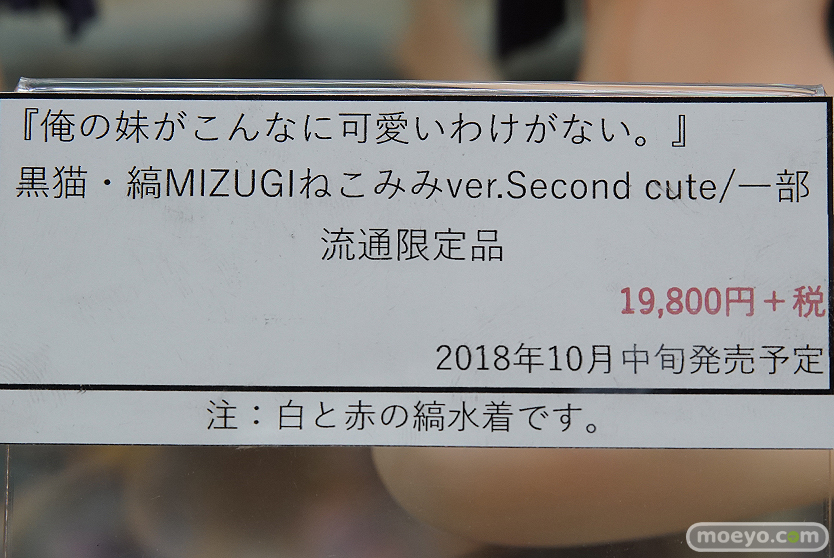 『俺の妹がこんなに可愛いわけがない。』
黒猫・縞MIZUGIねこみみver.Second cute/一部
流通限定品
19,800円＋税
2018年10月中旬発売予定
注：白と赤の縞水着です。
moeyo.com